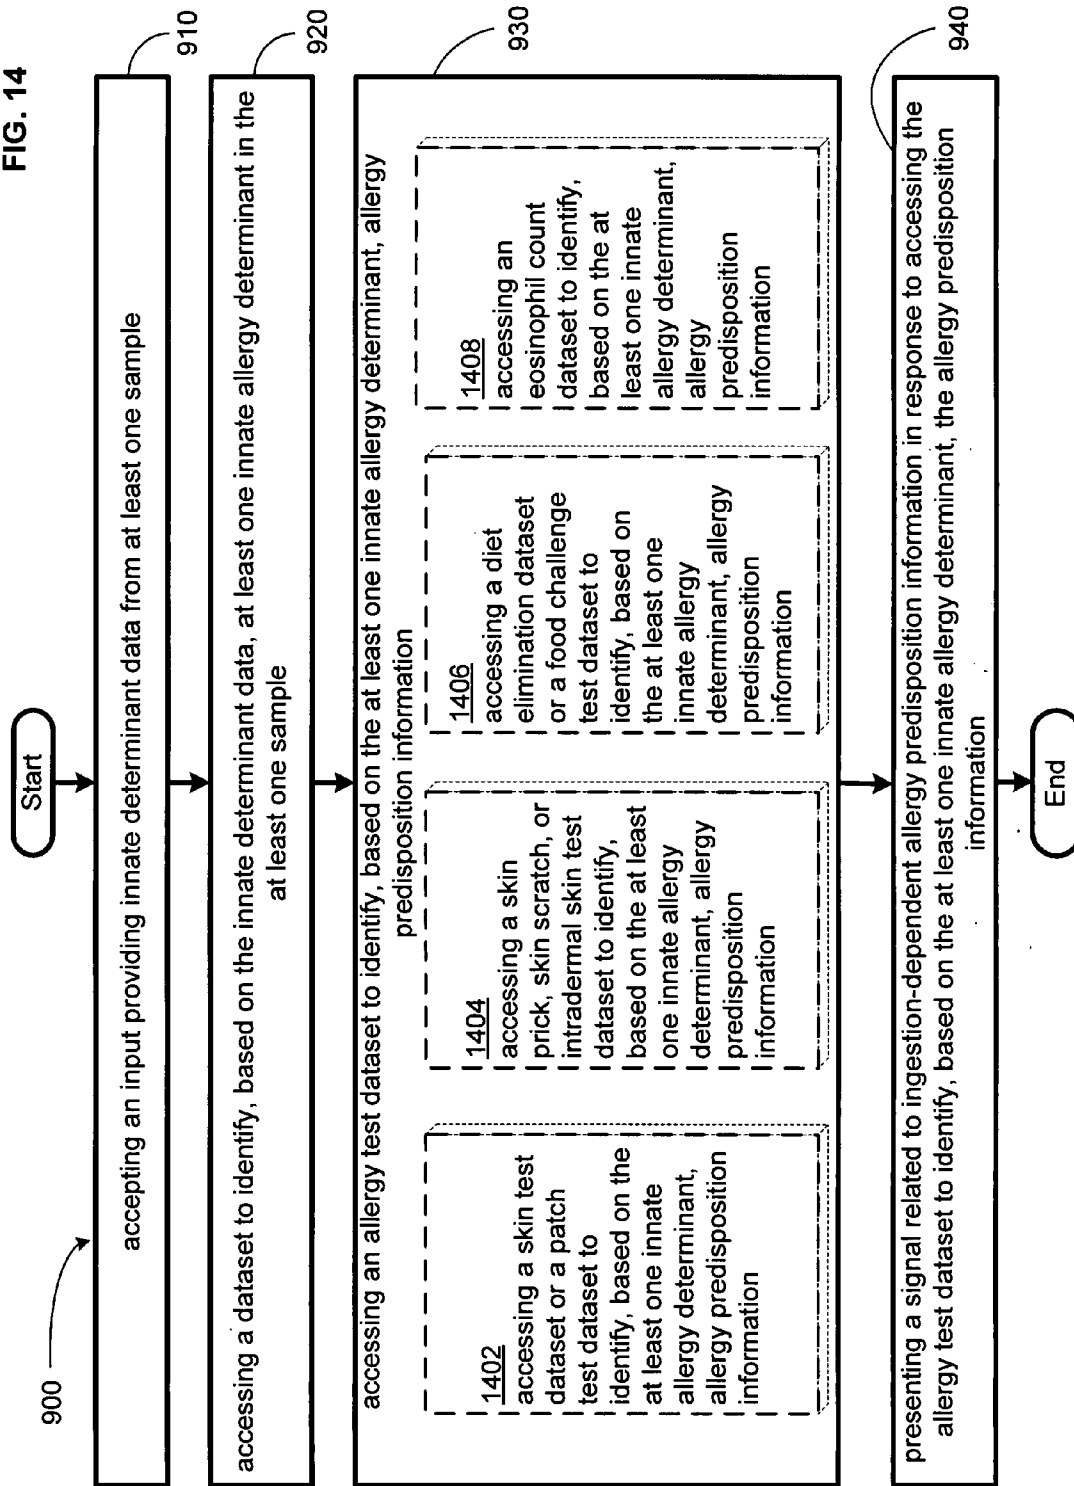 FIG. 14
900
Start
accepting an input providing innate determinant data from at least one sample
910
accessing a dataset to identify, based on the innate determinant data, at least one innate allergy determinant in the
at least one sample
920
accessing an allergy test dataset to identify, based on the at least one innate allergy determinant, allergy
predisposition information
930
1402
accessing a skin test
dataset or a patch
test dataset to
identify, based on the
at least one innate
allergy determinant,
allergy predisposition
information
1404
accessing a skin
prick, skin scratch, or
intradermal skin test
dataset to identify,
based on the at least
one innate allergy
determinant, allergy
predisposition
information
1406
accessing a diet
elimination dataset
or a food challenge
test dataset to
identify, based on
the at least one
innate allergy
determinant, allergy
predisposition
information
1408
accessing an
eosinophil count
dataset to identify,
based on the at
least one innate
allergy determinant,
allergy
predisposition
information
940
presenting a signal related to ingestion-dependent allergy predisposition information in response to accessing the
allergy test dataset to identify, based on the at least one innate allergy determinant, the allergy predisposition
information
End